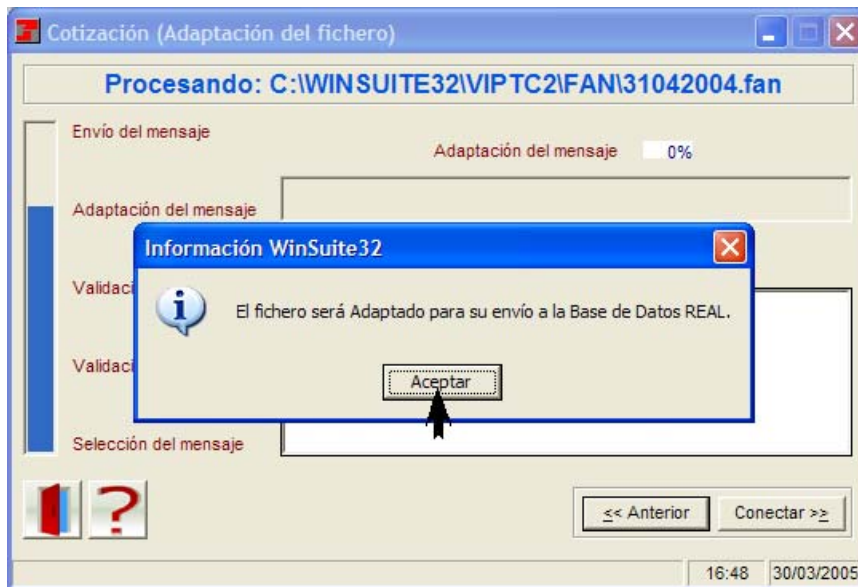 Cotización (Adaptación del fichero)
Procesando: C:\WINSUITE32\VIPTC2\FAN\31042004.fan
Envío del mensaje
Adaptación del mensaje 0%
Adaptación del mensaje
Información WinSuite32
Validaci
El fichero será Adaptado para su envío a la Base de Datos REAL.
Validaci
Aceptar
Selección del mensaje
<< Anterior
Conectar >>
16:48
30/03/2005